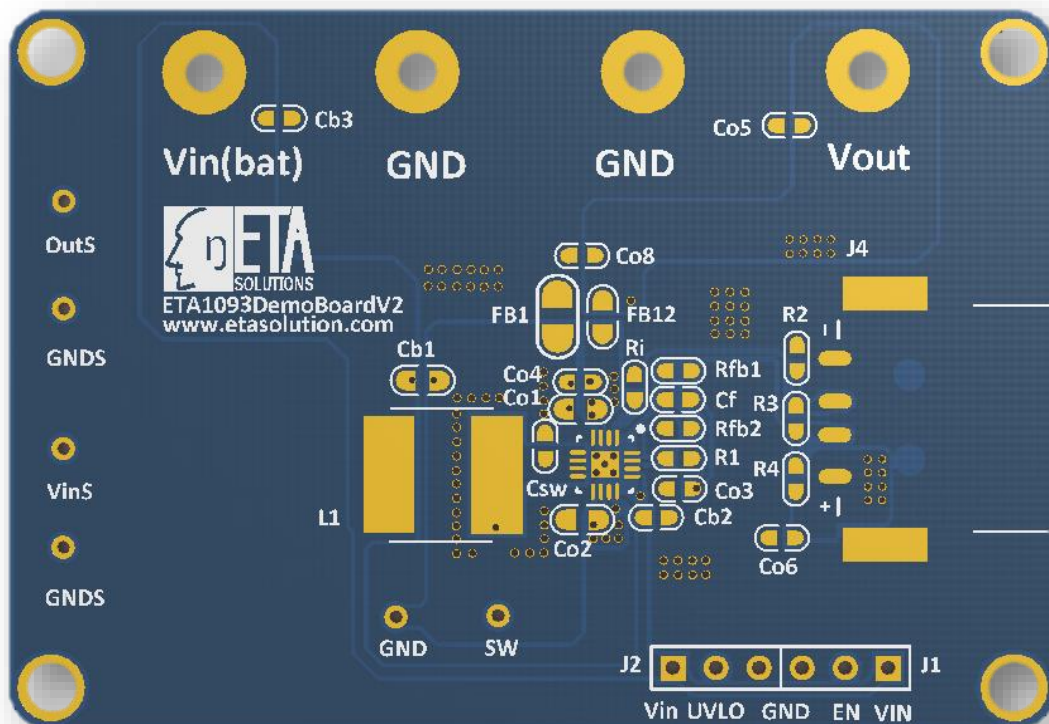 Cb3
Co5
Vin(bat)
GND
GND
Vout
OutS
ηETA
SOLUTIONS
ETA1093DemoBoardV2
www.etasolution.com
Co8
J4
GNDS
FB1
FB12
R2
Cb1
Ri
Co4
Rfb1
Co1
Cf
R3
Rfb2
R1
R4
VinS
Csw
Co3
L1
Cb2
Co2
Co6
GNDS
GND
SW
J2
J1
Vin UVLO GND EN VIN